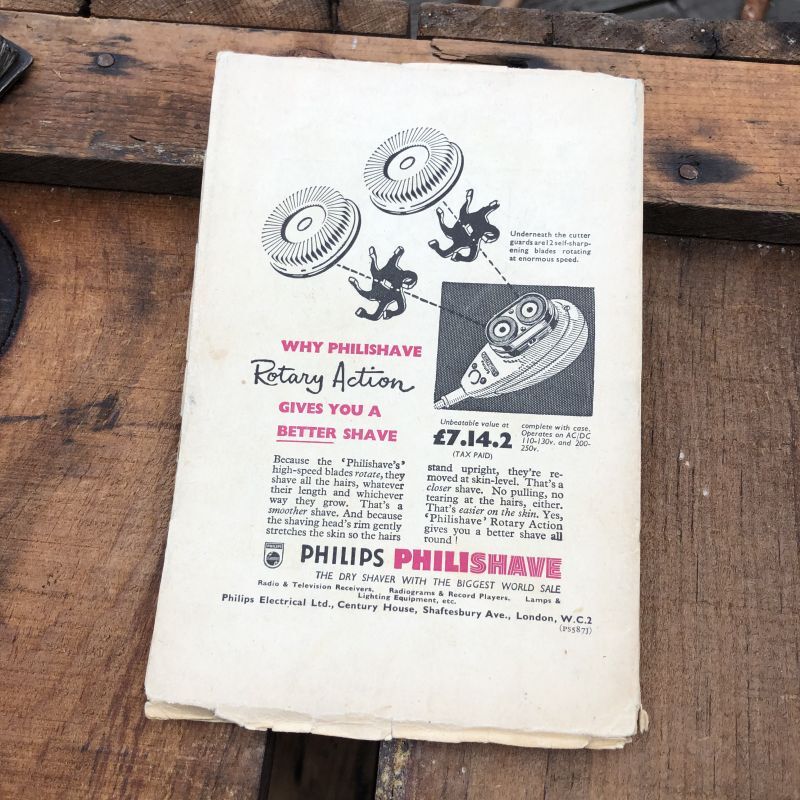 Underneath the cutter
guards are 12 self-sharp-
ening blades rotating
at enormous speed.
WHY PHILISHAVE
Rotary Action
GIVES YOU A
BETTER SHAVE
Unbeatable value at
£7.14.2
(TAX PAID)
complete with case.
Operates on AC/DC
110-130v. and 200-
250v.
Because the 'Philishave's'
high-speed blades rotate, they
shave all the hairs, whatever
their length and whichever
way they grow. That's a
smoother shave. And because
the shaving head's rim gently
stretches the skin so the hairs
stand upright, they're re-
moved at skin-level. That's a
closer shave. No pulling, no
tearing at the hairs, either.
That's easier on the skin. Yes,
'Philishave' Rotary Action
gives you a better shave all
round !
PHILIPS PHILISHAVE
THE DRY SHAVER WITH THE BIGGEST WORLD SALE
Radio & Television Receivers. Radiograms & Record Players. Lamps &
Lighting Equipment, etc.
Philips Electrical Ltd., Century House, Shaftesbury Ave., London, W.C.2
(PS587J)